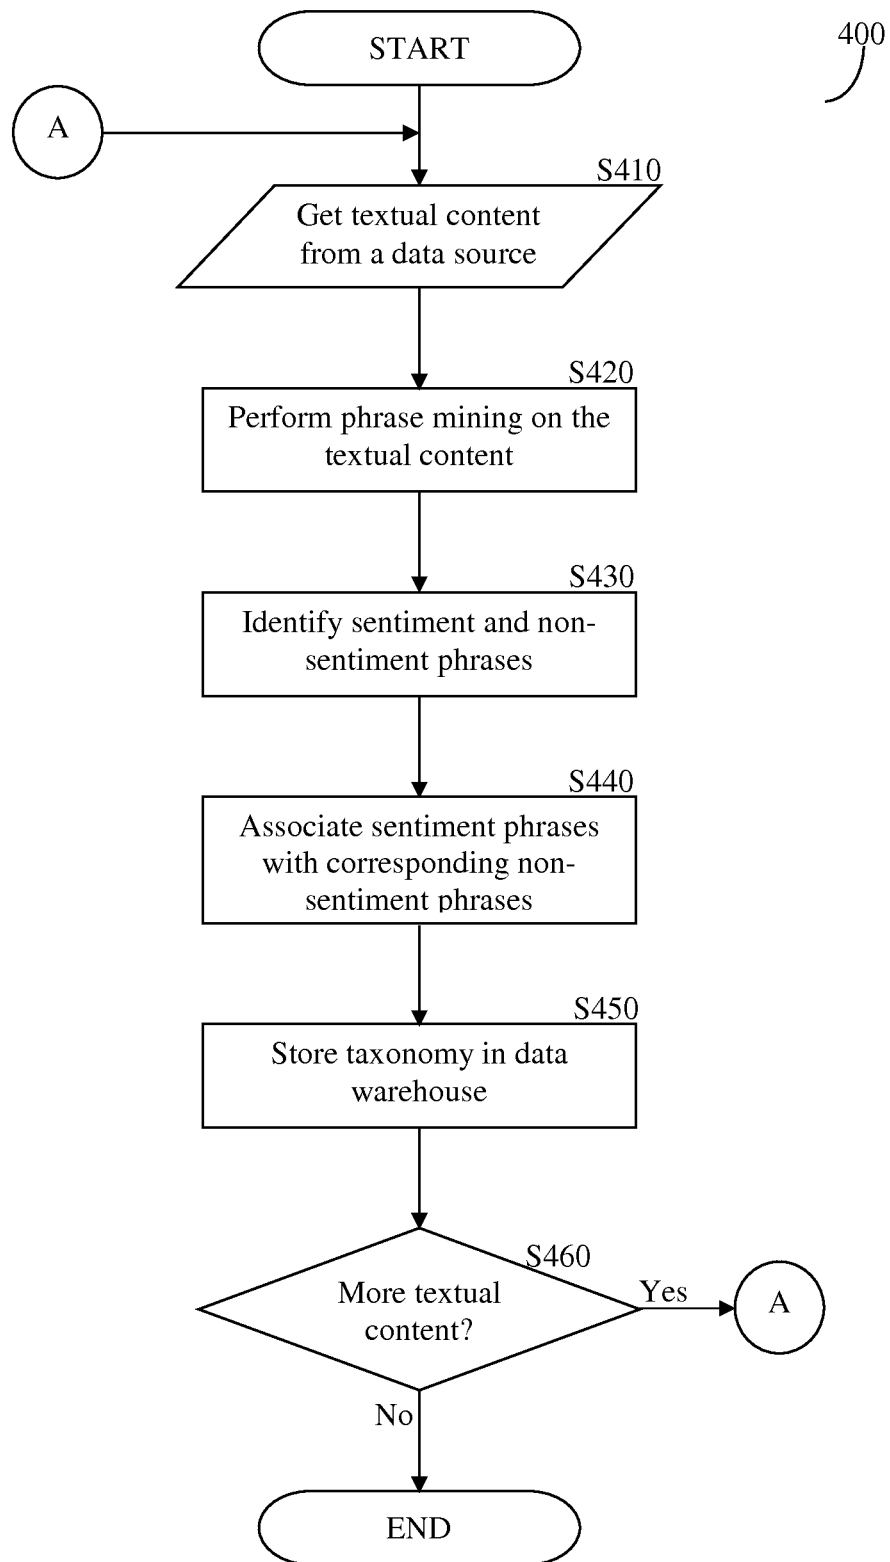 START
400
A
S410
Get textual content
from a data source
S420
Perform phrase mining on the
textual content
S430
Identify sentiment and non-
sentiment phrases
S440
Associate sentiment phrases
with corresponding non-
sentiment phrases
S450
Store taxonomy in data
warehouse
S460
More textual
content?
Yes
A
No
END